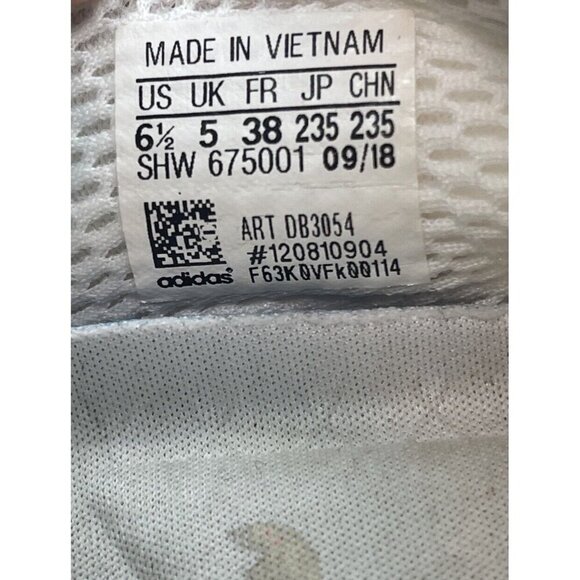 MADE IN VIETNAM
US UK FR JP CHN
6½ 5 38 235 235
SHW 675001 09/18
ART DB3054
#120810904
adidas F63K0VFk00114